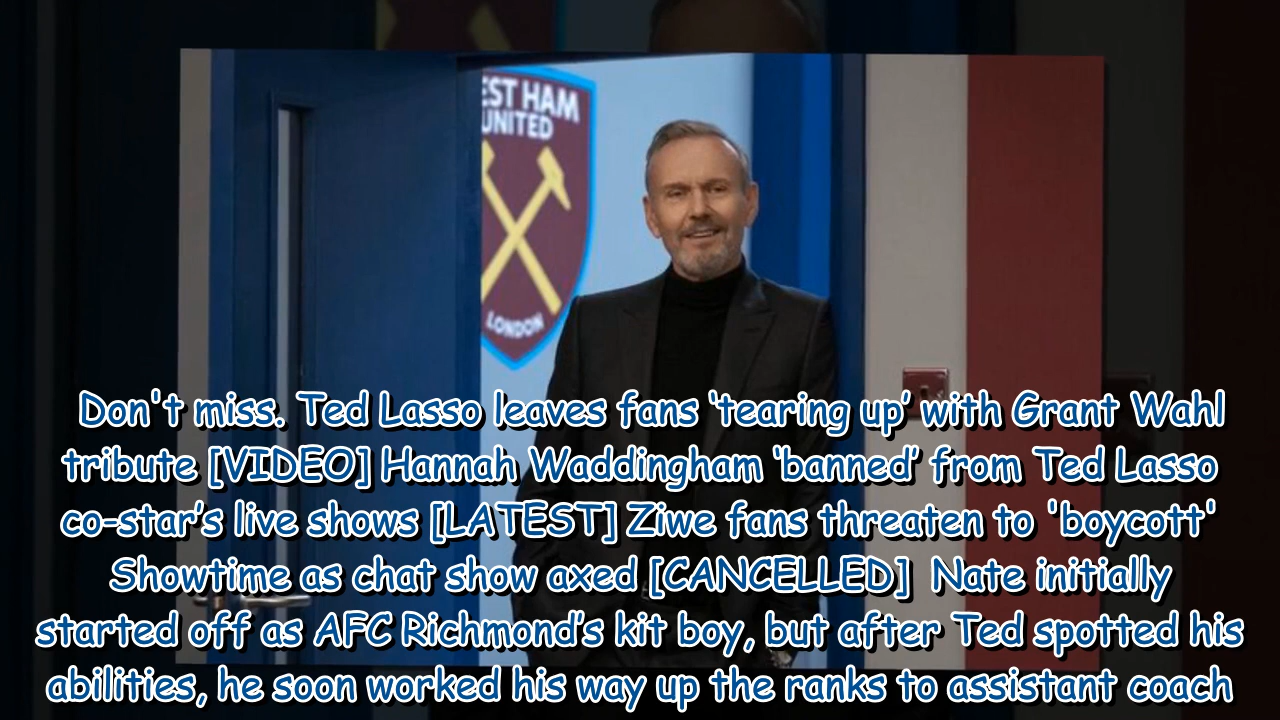 EST HAM
UNITED
LONDON
Don't miss. Ted Lasso leaves fans ‘tearing up’ with Grant Wahl
tribute [VIDEO] Hannah Waddingham ‘banned’ from Ted Lasso
co-star’s live shows [LATEST] Ziwe fans threaten to 'boycott'
Showtime as chat show axed [CANCELLED]  Nate initially
started off as AFC Richmond’s kit boy, but after Ted spotted his
abilities, he soon worked his way up the ranks to assistant coach